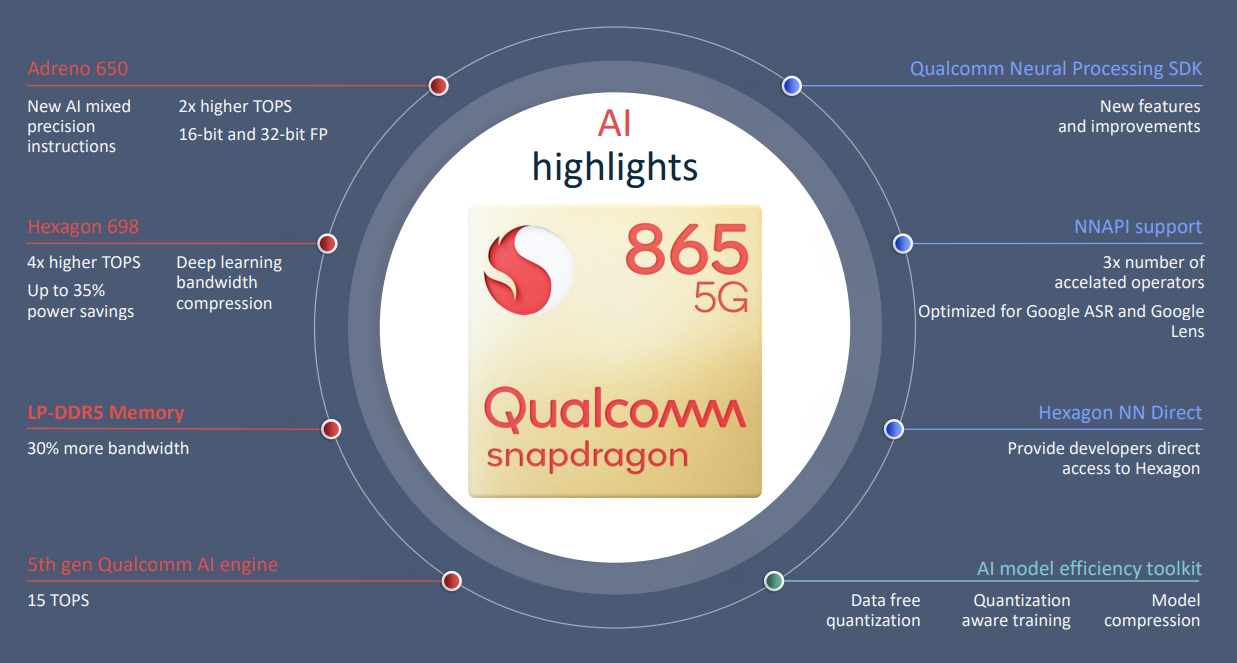 AI
highlights
865
5G
Qualcomm
snapdragon
Adreno 650
New AI mixed
precision
instructions
2x higher TOPS
16-bit and 32-bit FP
Hexagon 698
4x higher TOPS
Up to 35%
power savings
Deep learning
bandwidth
compression
LP-DDR5 Memory
30% more bandwidth
5th gen Qualcomm AI engine
15 TOPS
Qualcomm Neural Processing SDK
New features
and improvements
NNAPI support
3x number of
accelated operators
Optimized for Google ASR and Google
Lens
Hexagon NN Direct
Provide developers direct
access to Hexagon
AI model efficiency toolkit
Data free
quantization
Quantization
aware training
Model
compression